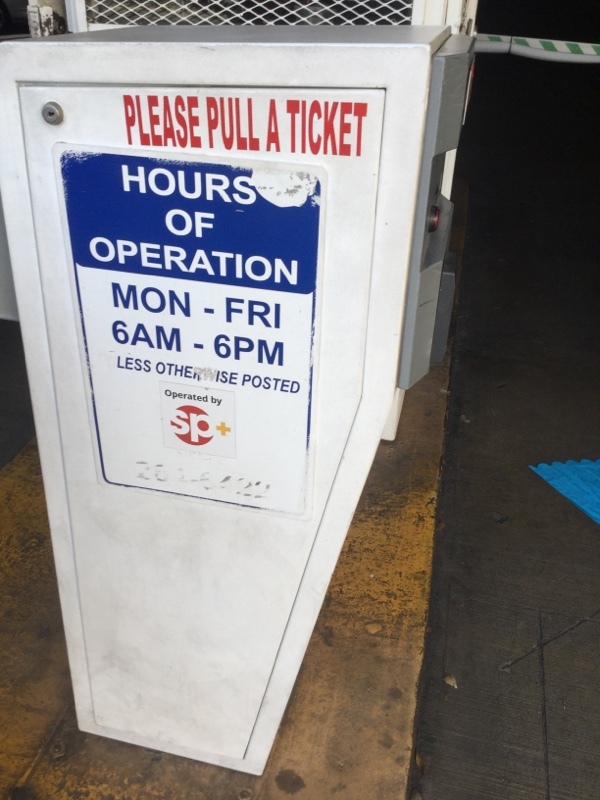 PLEASE PULL A TICKET
HOURS
OF
OPERATION
MON - FRI
6AM - 6PM
LESS OTHERWISE POSTED
Operated by
sp+